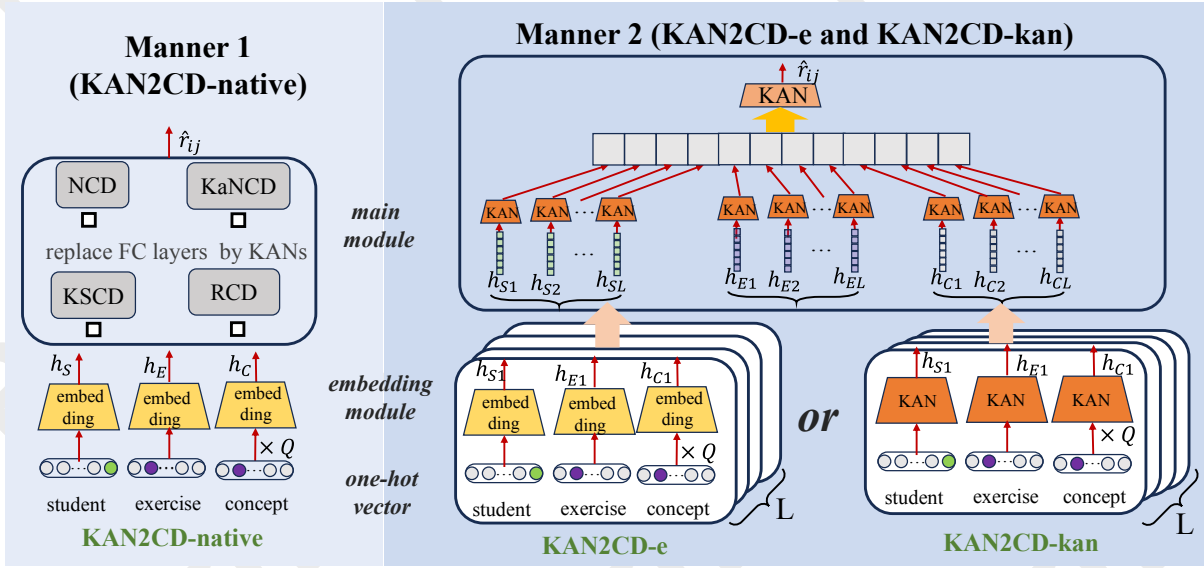 Manner 1
(KAN2CD-native)
r̂ij
NCD
KaNCD
replace FC layers by KANs
KSCD
RCD
hS
hE
hC
embed
ding
embed
ding
embed
ding
× Q
student
exercise
concept
KAN2CD-native
main
module
embedding
module
one-hot
vector
Manner 2 (KAN2CD-e and KAN2CD-kan)
r̂ij
KAN
KAN KAN ... KAN
KAN KAN ... KAN
KAN KAN ... KAN
...
...
...
hS1 hS2 hSL
hE1 hE2 hEL
hC1 hC2 hCL
hS1
hE1
hC1
embed
ding
embed
ding
embed
ding
× Q
student
exercise
concept
L
KAN2CD-e
or
hS1
hE1
hC1
KAN
KAN
KAN
× Q
student
exercise
concept
L
KAN2CD-kan